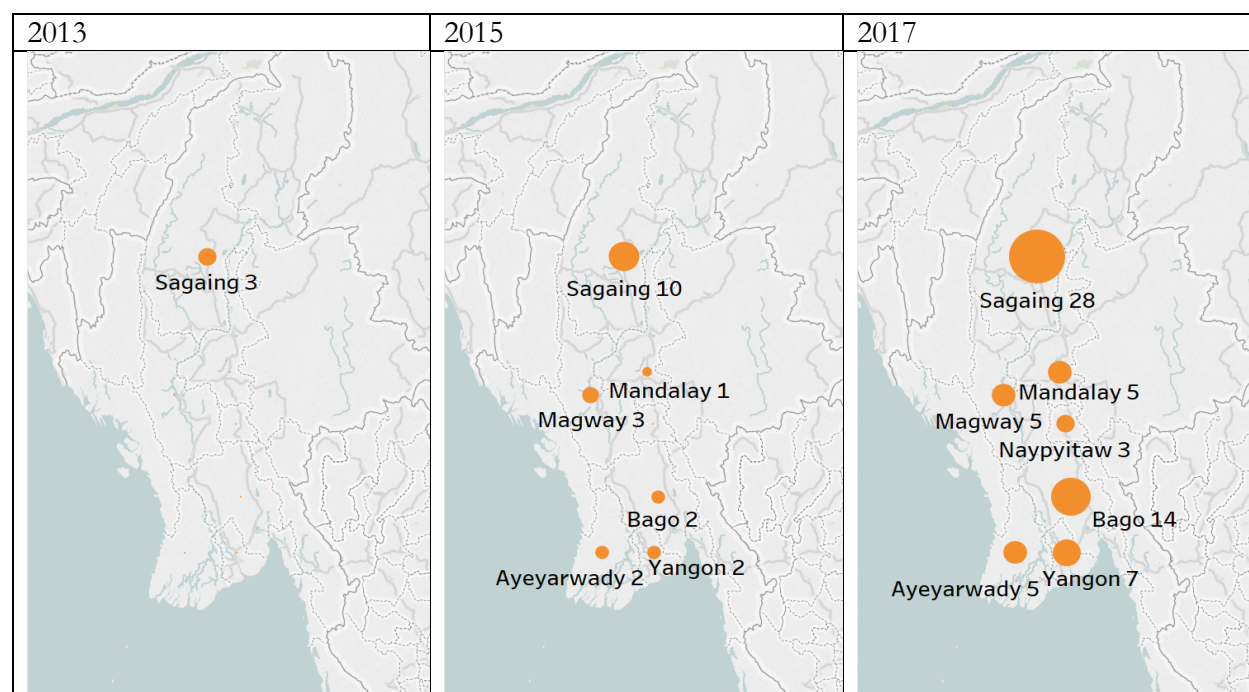 2013
2015
2017
Sagaing 3
Sagaing 10
Mandalay 1
Magway 3
Bago 2
Yangon 2
Ayeyarwady 2
Sagaing 28
Mandalay 5
Magway 5
Naypyitaw 3
Bago 14
Yangon 7
Ayeyarwady 5